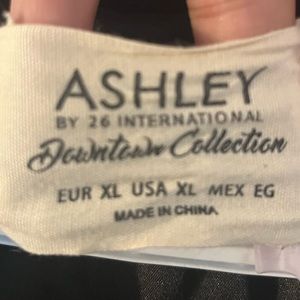 ASHLEY
BY 26 INTERNATIONAL
Downtown Collection
EUR XL USA XL MEX EG
MADE IN CHINA